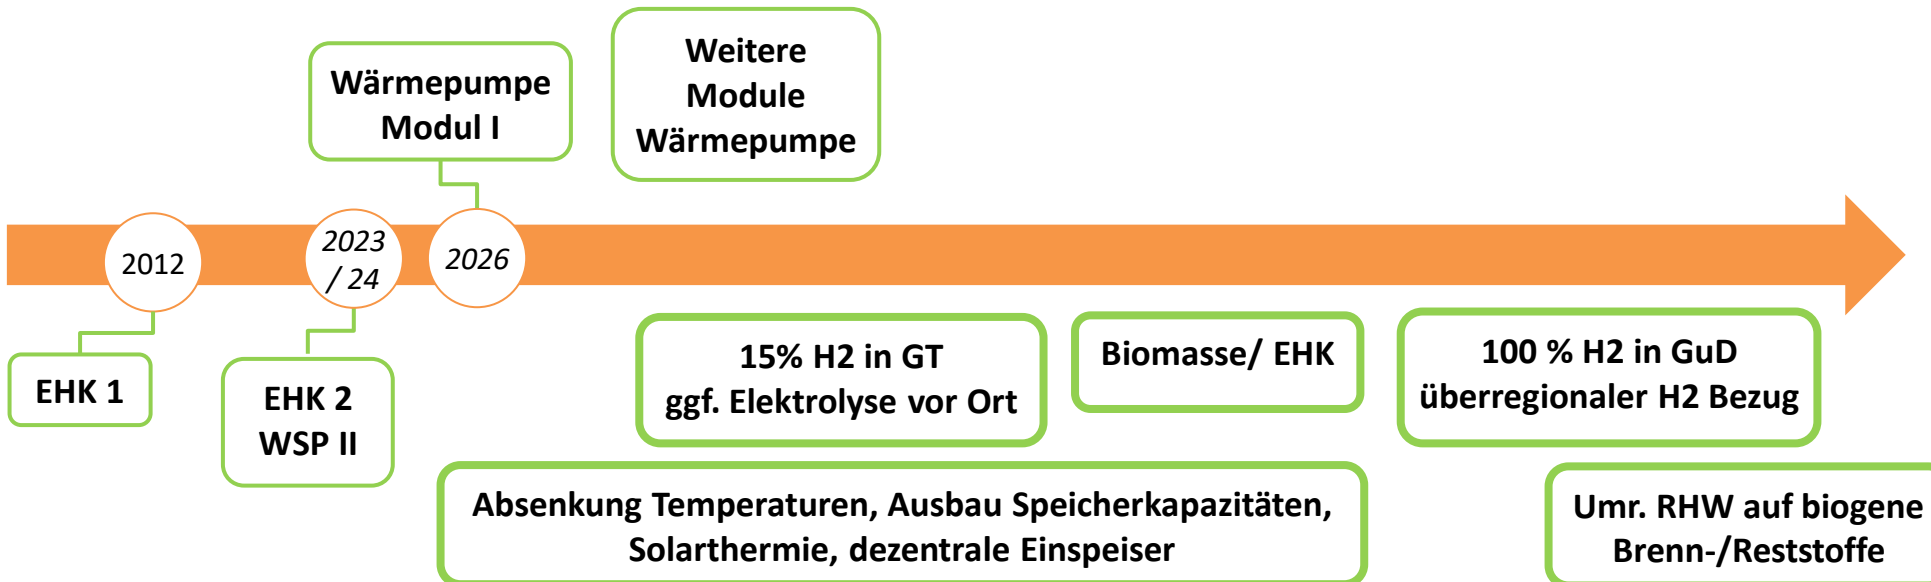 Wärmepumpe
Modul I
Weitere
Module
Wärmepumpe
2012
2023
/ 24
2026
EHK 1
EHK 2
WSP II
15% H2 in GT
ggf. Elektrolyse vor Ort
Biomasse/ EHK
100 % H2 in GuD
überregionaler H2 Bezug
Absenkung Temperaturen, Ausbau Speicherkapazitäten,
Solarthermie, dezentrale Einspeiser
Umr. RHW auf biogene
Brenn-/Reststoffe